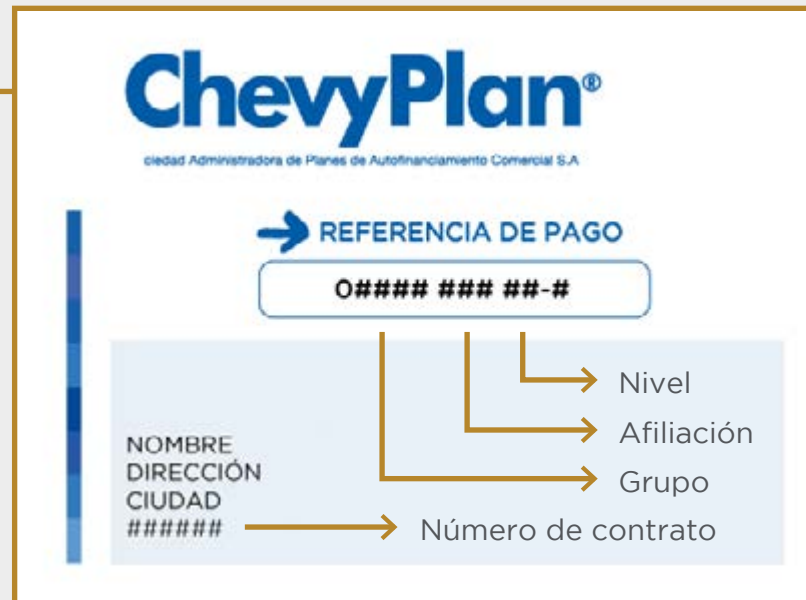 ChevyPlan®
ciedad Administradora de Planes de Autofinanciamiento Comercial S.A
REFERENCIA DE PAGO
0#### ### ##-#
Nivel
Afiliación
Grupo
NOMBRE
DIRECCIÓN
CIUDAD
###### Número de contrato